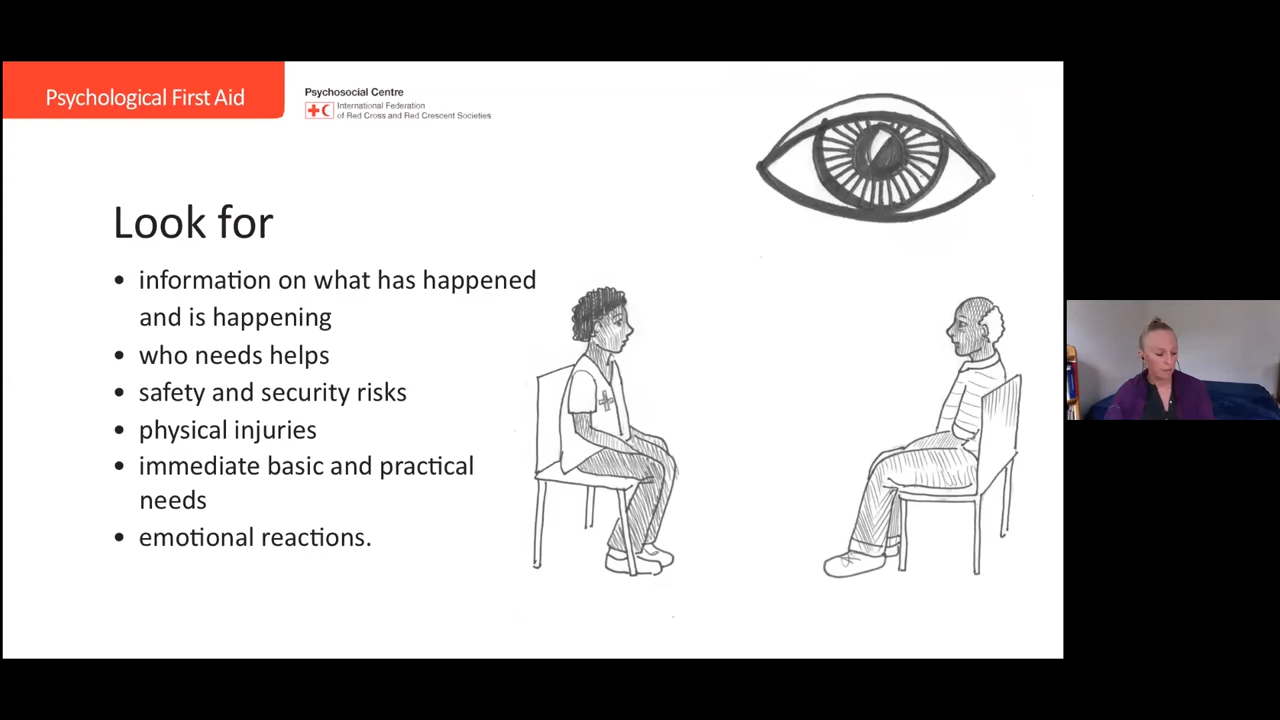 Psychological First Aid
Psychosocial Centre
International Federation
of Red Cross and Red Crescent Societies
Look for
• information on what has happened
and is happening
• who needs helps
• safety and security risks
• physical injuries
• immediate basic and practical
needs
• emotional reactions.